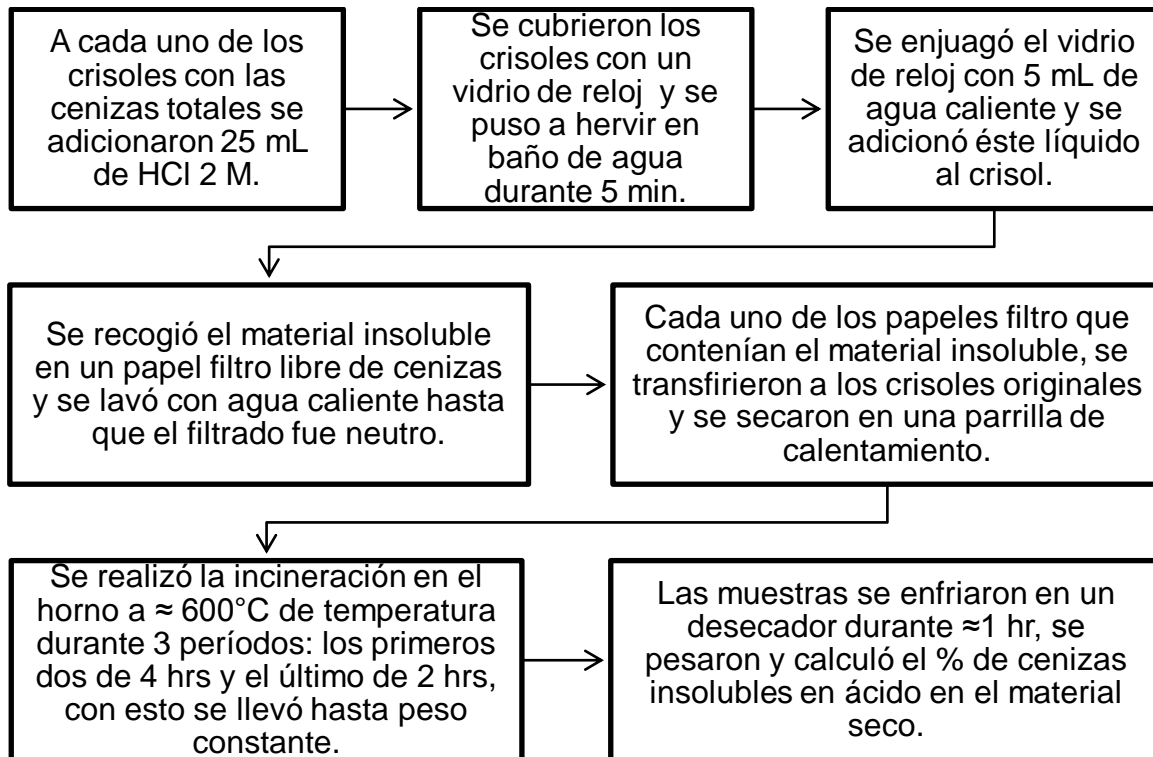 A cada uno de los
crisoles con las
cenizas totales se
adicionaron 25 mL
de HCl 2 M.
Se cubrieron los
crisoles con un
vidrio de reloj y se
puso a hervir en
baño de agua
durante 5 min.
Se enjuagó el vidrio
de reloj con 5 mL de
agua caliente y se
adicionó éste líquido
al crisol.
Se recogió el material insoluble
en un papel filtro libre de cenizas
y se lavó con agua caliente hasta
que el filtrado fue neutro.
Cada uno de los papeles filtro que
contenían el material insoluble, se
transfirieron a los crisoles originales
y se secaron en una parrilla de
calentamiento.
Se realizó la incineración en el
horno a ≈ 600°C de temperatura
durante 3 períodos: los primeros
dos de 4 hrs y el último de 2 hrs,
con esto se llevó hasta peso
constante.
Las muestras se enfriaron en un
desecador durante ≈1 hr, se
pesaron y calculó el % de cenizas
insolubles en ácido en el material
seco.